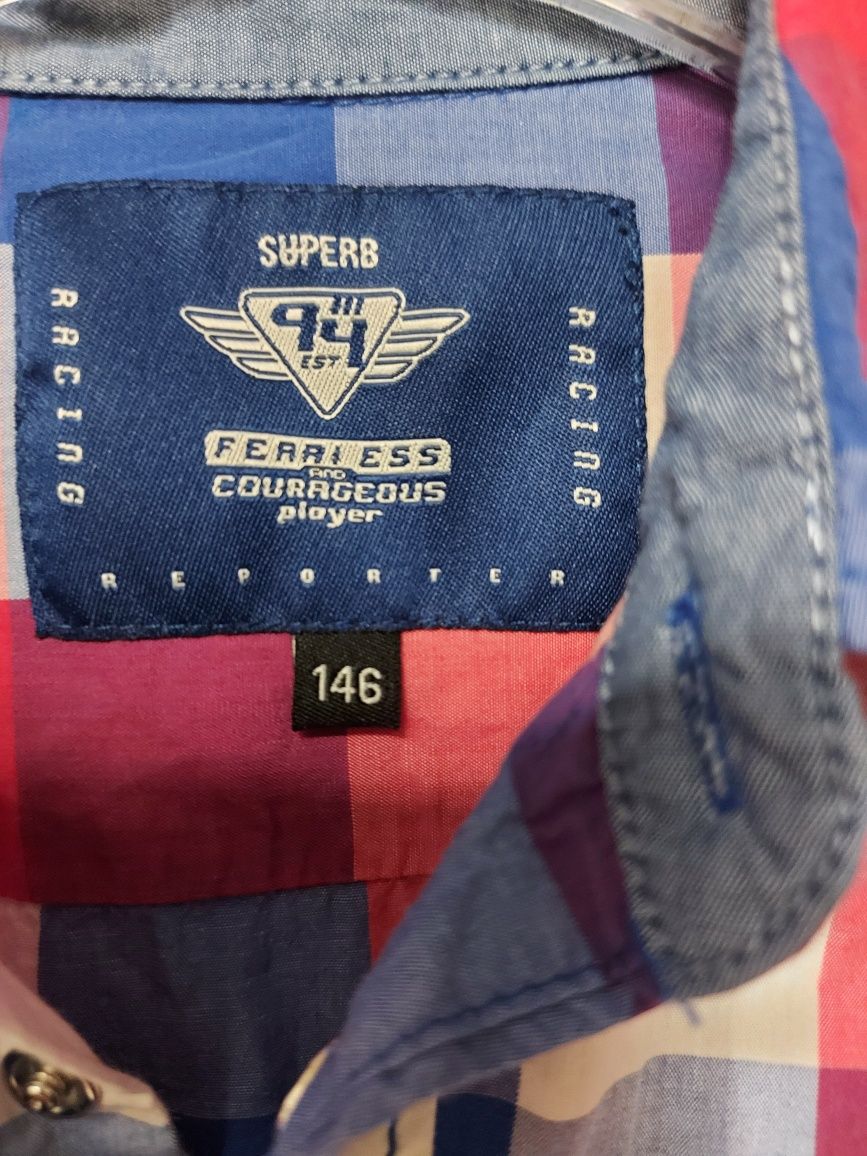 SUPERB
94
EST
RACING
RACING
FEARLESS
AND
COURAGEOUS
player
REPORTER
146